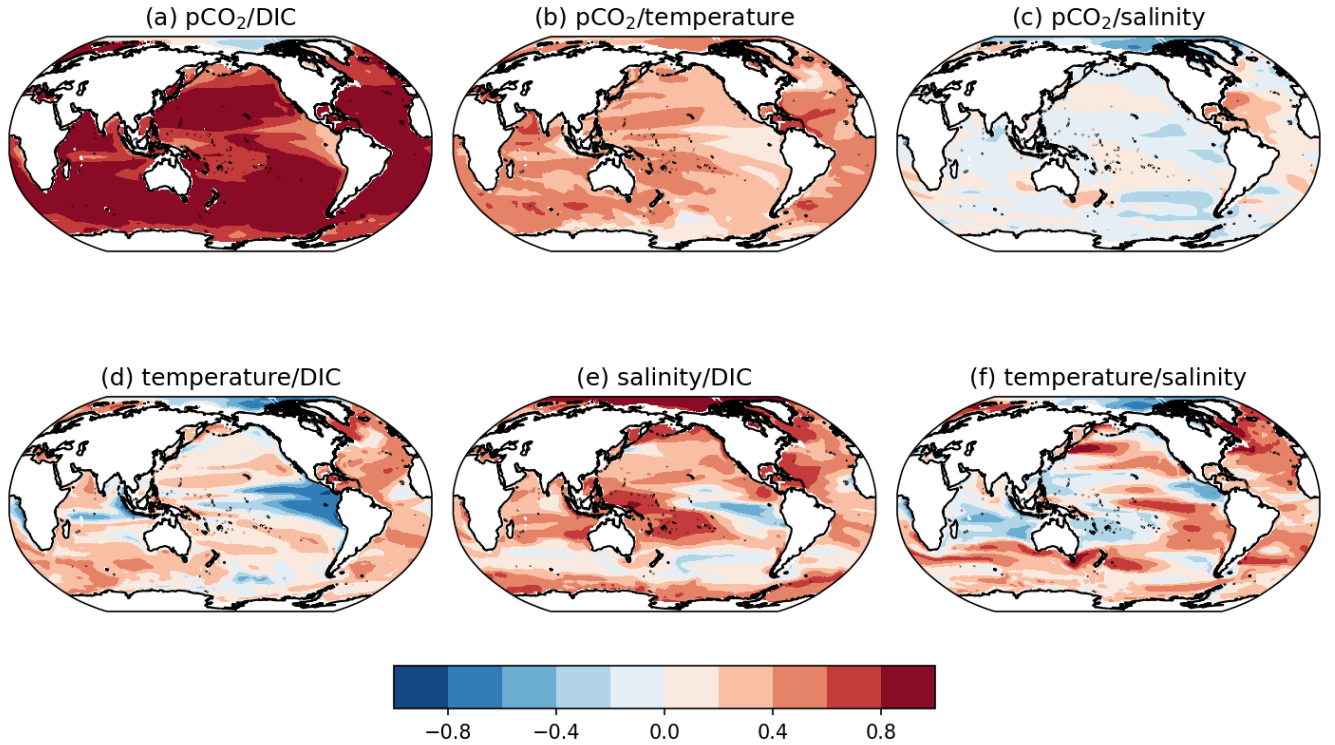 (a) pCO₂/DIC
(b) pCO₂/temperature
(c) pCO₂/salinity
(d) temperature/DIC
(e) salinity/DIC
(f) temperature/salinity
−0.8 −0.4 0.0 0.4 0.8